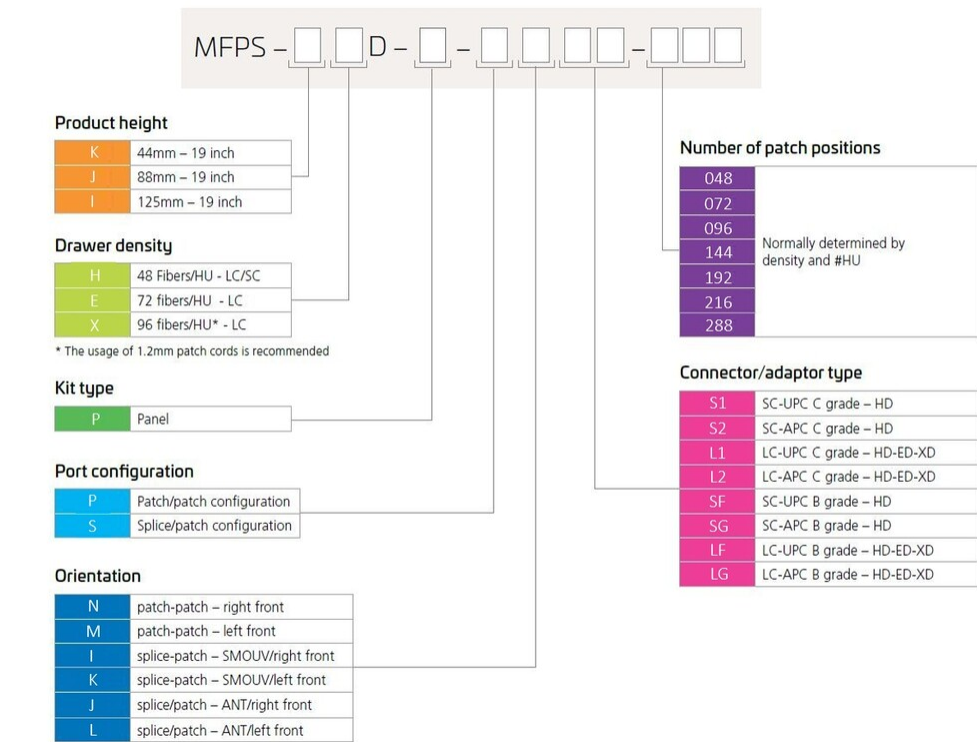 MFPS – D – – –
Product height
K 44mm – 19 inch
J 88mm – 19 inch
I 125mm – 19 inch
Drawer density
H 48 Fibers/HU - LC/SC
E 72 fibers/HU - LC
X 96 fibers/HU* - LC
* The usage of 1.2mm patch cords is recommended
Kit type
P Panel
Port configuration
P Patch/patch configuration
S Splice/patch configuration
Orientation
N patch-patch – right front
M patch-patch – left front
I splice-patch – SMOUV/right front
K splice-patch – SMOUV/left front
J splice/patch – ANT/right front
L splice/patch – ANT/left front
Number of patch positions
048
072
096
144
192
216
288
Normally determined by
density and #HU
Connector/adaptor type
S1 SC-UPC C grade – HD
S2 SC-APC C grade – HD
L1 LC-UPC C grade – HD-ED-XD
L2 LC-APC C grade – HD-ED-XD
SF SC-UPC B grade – HD
SG SC-APC B grade – HD
LF LC-UPC B grade – HD-ED-XD
LG LC-APC B grade – HD-ED-XD